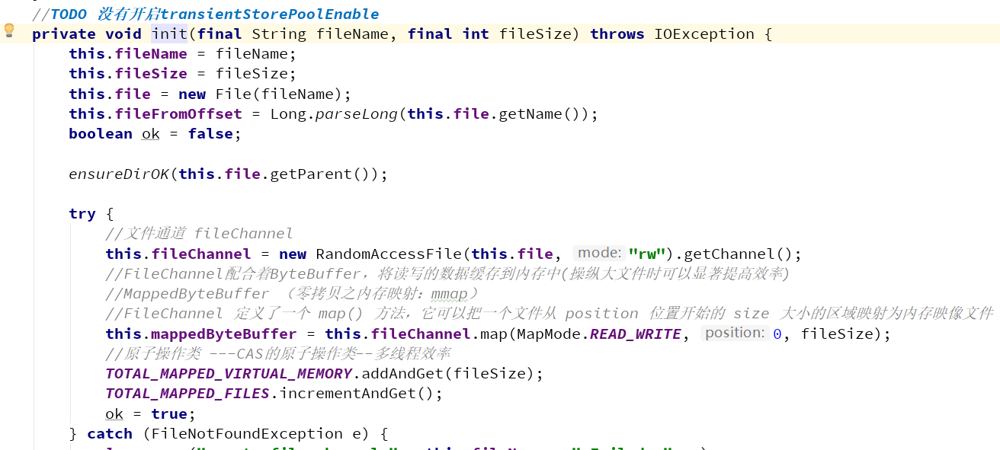 //TODO 没有开启transientStorePoolEnable
private void init(final String fileName, final int fileSize) throws IOException {
this.fileName = fileName;
this.fileSize = fileSize;
this.file = new File(fileName);
this.fileFromOffset = Long.parseLong(this.file.getName());
boolean ok = false;
ensureDirOK(this.file.getParent());
try {
//文件通道 fileChannel
this.fileChannel = new RandomAccessFile(this.file, mode: "rw").getChannel();
//FileChannel配合着ByteBuffer，将读写的数据缓存到内存中(操纵大文件时可以显著提高效率)
//MappedByteBuffer （零拷贝之内存映射：mmap）
//FileChannel 定义了一个 map() 方法，它可以把一个文件从 position 位置开始的 size 大小的区域映射为内存映像文件
this.mappedByteBuffer = this.fileChannel.map(MapMode.READ_WRITE, position: 0, fileSize);
//原子操作类 ---CAS的原子操作类--多线程效率
TOTAL_MAPPED_VIRTUAL_MEMORY.addAndGet(fileSize);
TOTAL_MAPPED_FILES.incrementAndGet();
ok = true;
} catch (FileNotFoundException e) {